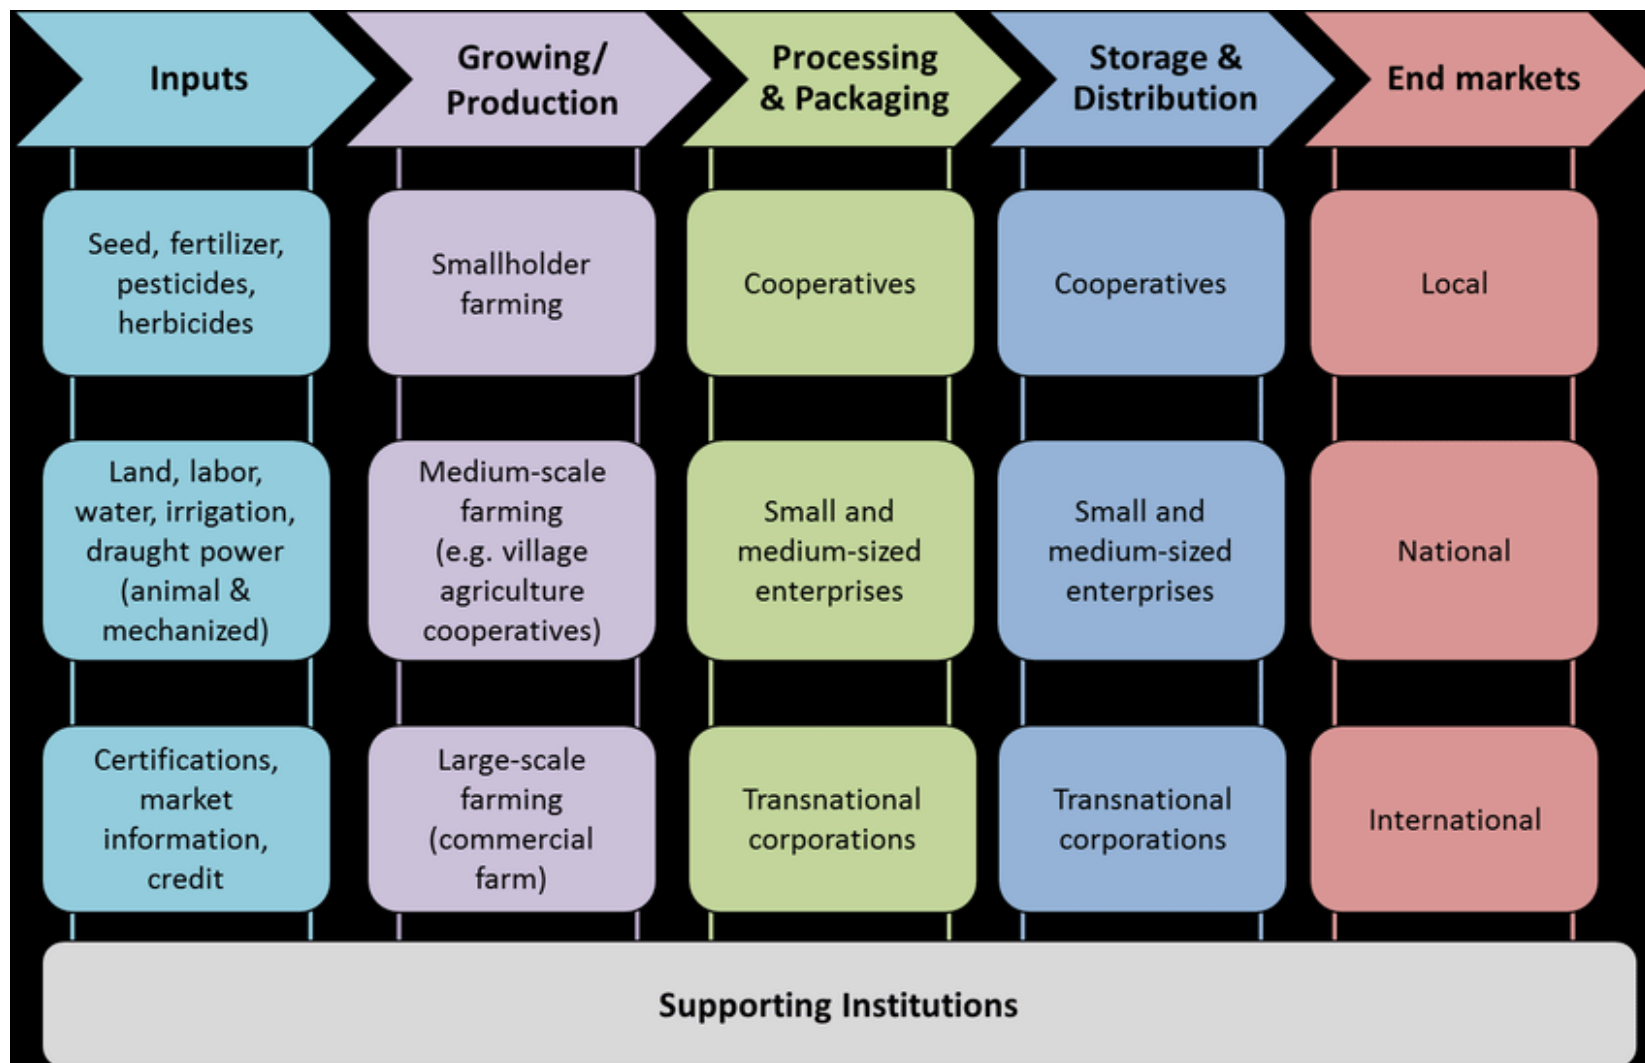 Inputs
Growing/
Production
Processing
& Packaging
Storage &
Distribution
End markets
Seed, fertilizer,
pesticides,
herbicides
Smallholder
farming
Cooperatives
Cooperatives
Local
Land, labor,
water, irrigation,
draught power
(animal &
mechanized)
Medium-scale
farming
(e.g. village
agriculture
cooperatives)
Small and
medium-sized
enterprises
Small and
medium-sized
enterprises
National
Certifications,
market
information,
credit
Large-scale
farming
(commercial
farm)
Transnational
corporations
Transnational
corporations
International
Supporting Institutions